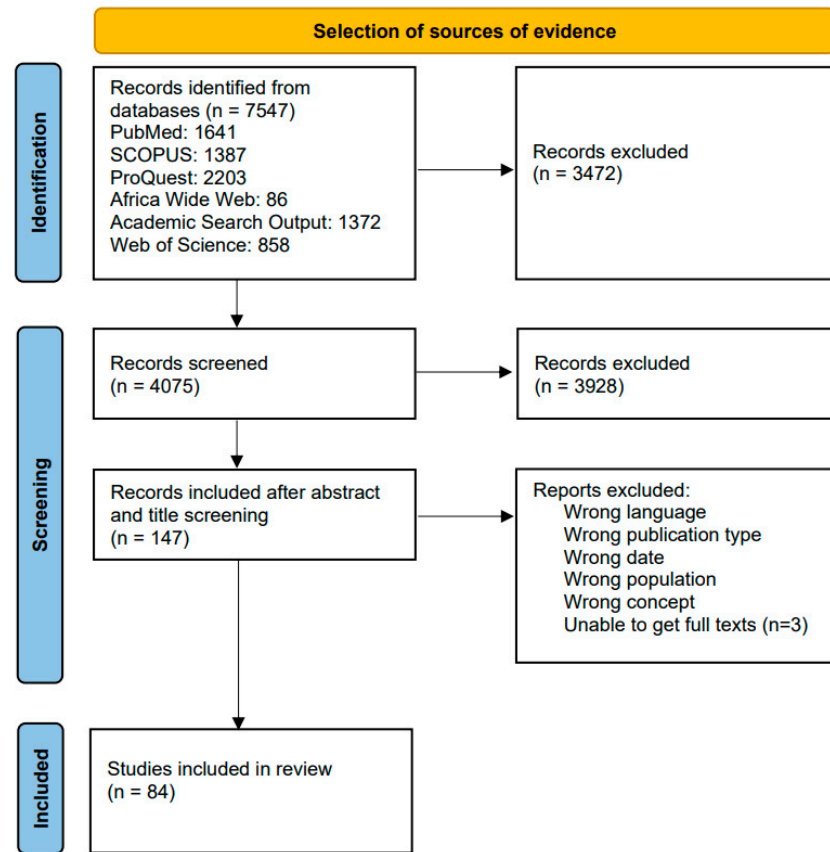 Selection of sources of evidence
Identification
Records identified from
databases (n = 7547)
PubMed: 1641
SCOPUS: 1387
ProQuest: 2203
Africa Wide Web: 86
Academic Search Output: 1372
Web of Science: 858
Records excluded
(n = 3472)
Screening
Records screened
(n = 4075)
Records excluded
(n = 3928)
Records included after abstract
and title screening
(n = 147)
Reports excluded:
Wrong language
Wrong publication type
Wrong date
Wrong population
Wrong concept
Unable to get full texts (n=3)
Included
Studies included in review
(n = 84)